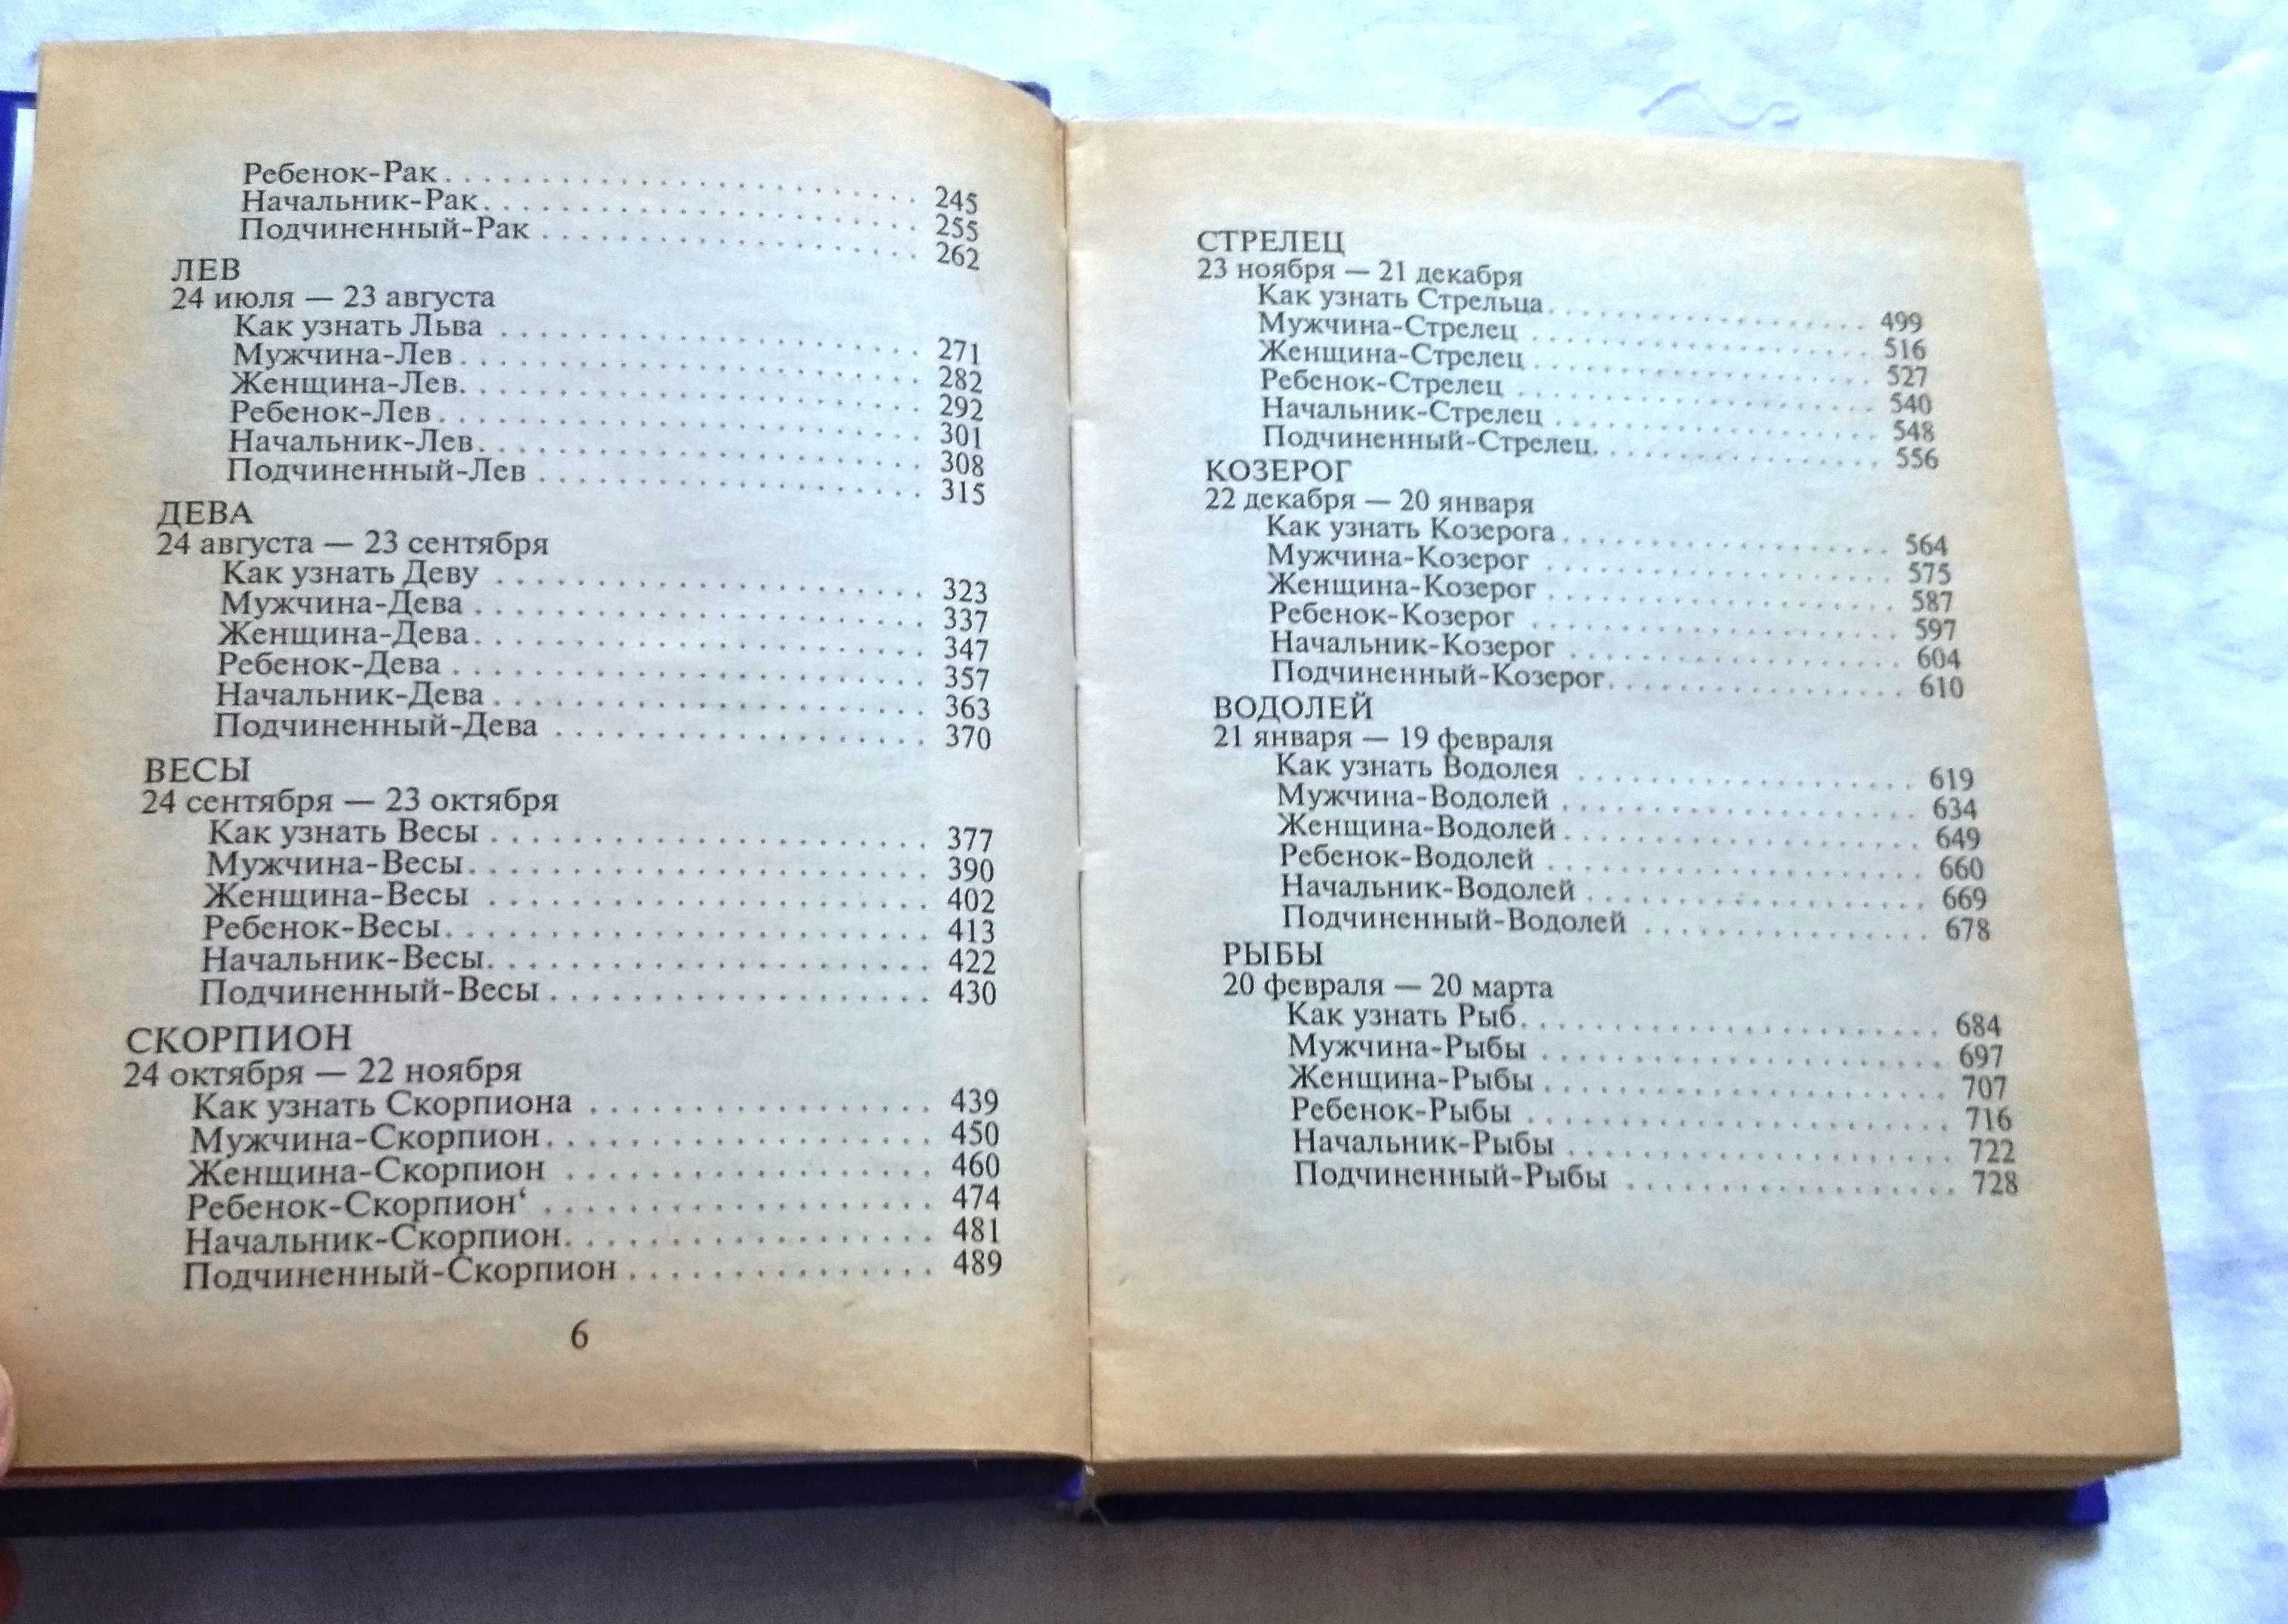 Ребенок-Рак . . . . . . . . . . . . . . . . . . . . . . . . . 245
Начальник-Рак . . . . . . . . . . . . . . . . . . . . . . . . 255
Подчиненный-Рак . . . . . . . . . . . . . . . . . . . . . 262
ЛЕВ
24 июля — 23 августа
Как узнать Льва . . . . . . . . . . . . . . . . . . . . . . . 271
Мужчина-Лев . . . . . . . . . . . . . . . . . . . . . . . . . 282
Женщина-Лев . . . . . . . . . . . . . . . . . . . . . . . . . 292
Ребенок-Лев . . . . . . . . . . . . . . . . . . . . . . . . . . 301
Начальник-Лев . . . . . . . . . . . . . . . . . . . . . . . . 308
Подчиненный-Лев . . . . . . . . . . . . . . . . . . . . . 315
ДЕВА
24 августа — 23 сентября
Как узнать Деву . . . . . . . . . . . . . . . . . . . . . . . 323
Мужчина-Дева . . . . . . . . . . . . . . . . . . . . . . . . 337
Женщина-Дева . . . . . . . . . . . . . . . . . . . . . . . . 347
Ребенок-Дева . . . . . . . . . . . . . . . . . . . . . . . . . 357
Начальник-Дева . . . . . . . . . . . . . . . . . . . . . . . 363
Подчиненный-Дева . . . . . . . . . . . . . . . . . . . . 370
ВЕСЫ
24 сентября — 23 октября
Как узнать Весы . . . . . . . . . . . . . . . . . . . . . . . 377
Мужчина-Весы . . . . . . . . . . . . . . . . . . . . . . . . 390
Женщина-Весы . . . . . . . . . . . . . . . . . . . . . . . . 402
Ребенок-Весы . . . . . . . . . . . . . . . . . . . . . . . . . 413
Начальник-Весы . . . . . . . . . . . . . . . . . . . . . . . 422
Подчиненный-Весы . . . . . . . . . . . . . . . . . . . . 430
СКОРПИОН
24 октября — 22 ноября
Как узнать Скорпиона . . . . . . . . . . . . . . . . . . 439
Мужчина-Скорпион . . . . . . . . . . . . . . . . . . . . 450
Женщина-Скорпион . . . . . . . . . . . . . . . . . . . . 460
Ребенок-Скорпион‘ . . . . . . . . . . . . . . . . . . . . . 474
Начальник-Скорпион . . . . . . . . . . . . . . . . . . . 481
Подчиненный-Скорпион . . . . . . . . . . . . . . . . 489
6
СТРЕЛЕЦ
23 ноября — 21 декабря
Как узнать Стрельца . . . . . . . . . . . . . . . . . . . . 499
Мужчина-Стрелец . . . . . . . . . . . . . . . . . . . . . . 516
Женщина-Стрелец . . . . . . . . . . . . . . . . . . . . . . 527
Ребенок-Стрелец . . . . . . . . . . . . . . . . . . . . . . . 540
Начальник-Стрелец . . . . . . . . . . . . . . . . . . . . . 548
Подчиненный-Стрелец . . . . . . . . . . . . . . . . . . 556
КОЗЕРОГ
22 декабря — 20 января
Как узнать Козерога . . . . . . . . . . . . . . . . . . . . 564
Мужчина-Козерог . . . . . . . . . . . . . . . . . . . . . . 575
Женщина-Козерог . . . . . . . . . . . . . . . . . . . . . . 587
Ребенок-Козерог . . . . . . . . . . . . . . . . . . . . . . . 597
Начальник-Козерог . . . . . . . . . . . . . . . . . . . . . 604
Подчиненный-Козерог . . . . . . . . . . . . . . . . . . 610
ВОДОЛЕЙ
21 января — 19 февраля
Как узнать Водолея . . . . . . . . . . . . . . . . . . . . . 619
Мужчина-Водолей . . . . . . . . . . . . . . . . . . . . . . 634
Женщина-Водолей . . . . . . . . . . . . . . . . . . . . . . 649
Ребенок-Водолей . . . . . . . . . . . . . . . . . . . . . . . 660
Начальник-Водолей . . . . . . . . . . . . . . . . . . . . . 669
Подчиненный-Водолей . . . . . . . . . . . . . . . . . . 678
РЫБЫ
20 февраля — 20 марта
Как узнать Рыб . . . . . . . . . . . . . . . . . . . . . . . . 684
Мужчина-Рыбы . . . . . . . . . . . . . . . . . . . . . . . . 697
Женщина-Рыбы . . . . . . . . . . . . . . . . . . . . . . . . 707
Ребенок-Рыбы . . . . . . . . . . . . . . . . . . . . . . . . . 716
Начальник-Рыбы . . . . . . . . . . . . . . . . . . . . . . . 722
Подчиненный-Рыбы . . . . . . . . . . . . . . . . . . . . 728